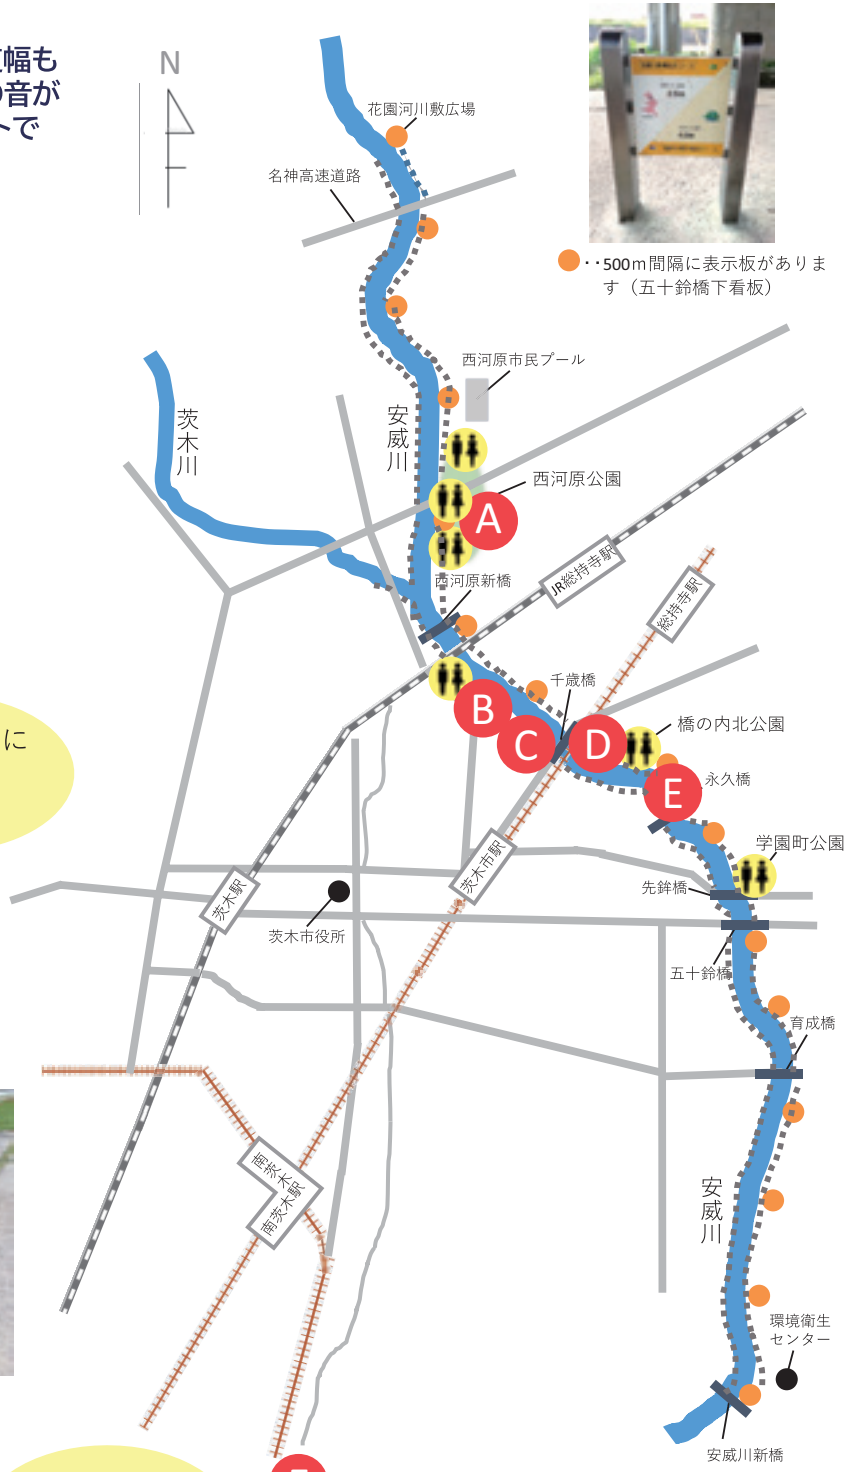 幅も
の音が
トで
N
花園河川敷広場
名神高速道路
・・500m間隔に表示板がありま
す（五十鈴橋下看板）
西河原市民プール
茨木川
安威川
西河原公園
A
JR総持寺駅
西河原新橋
総持寺駅
千歳橋
B
C
D
橋の内北公園
E
永久橋
学園町公園
茨木市駅
先鉾橋
茨木駅
茨木市役所
五十鈴橋
育成橋
に
南茨木
南茨木駅
安威川
環境衛生
センター
安威川新橋